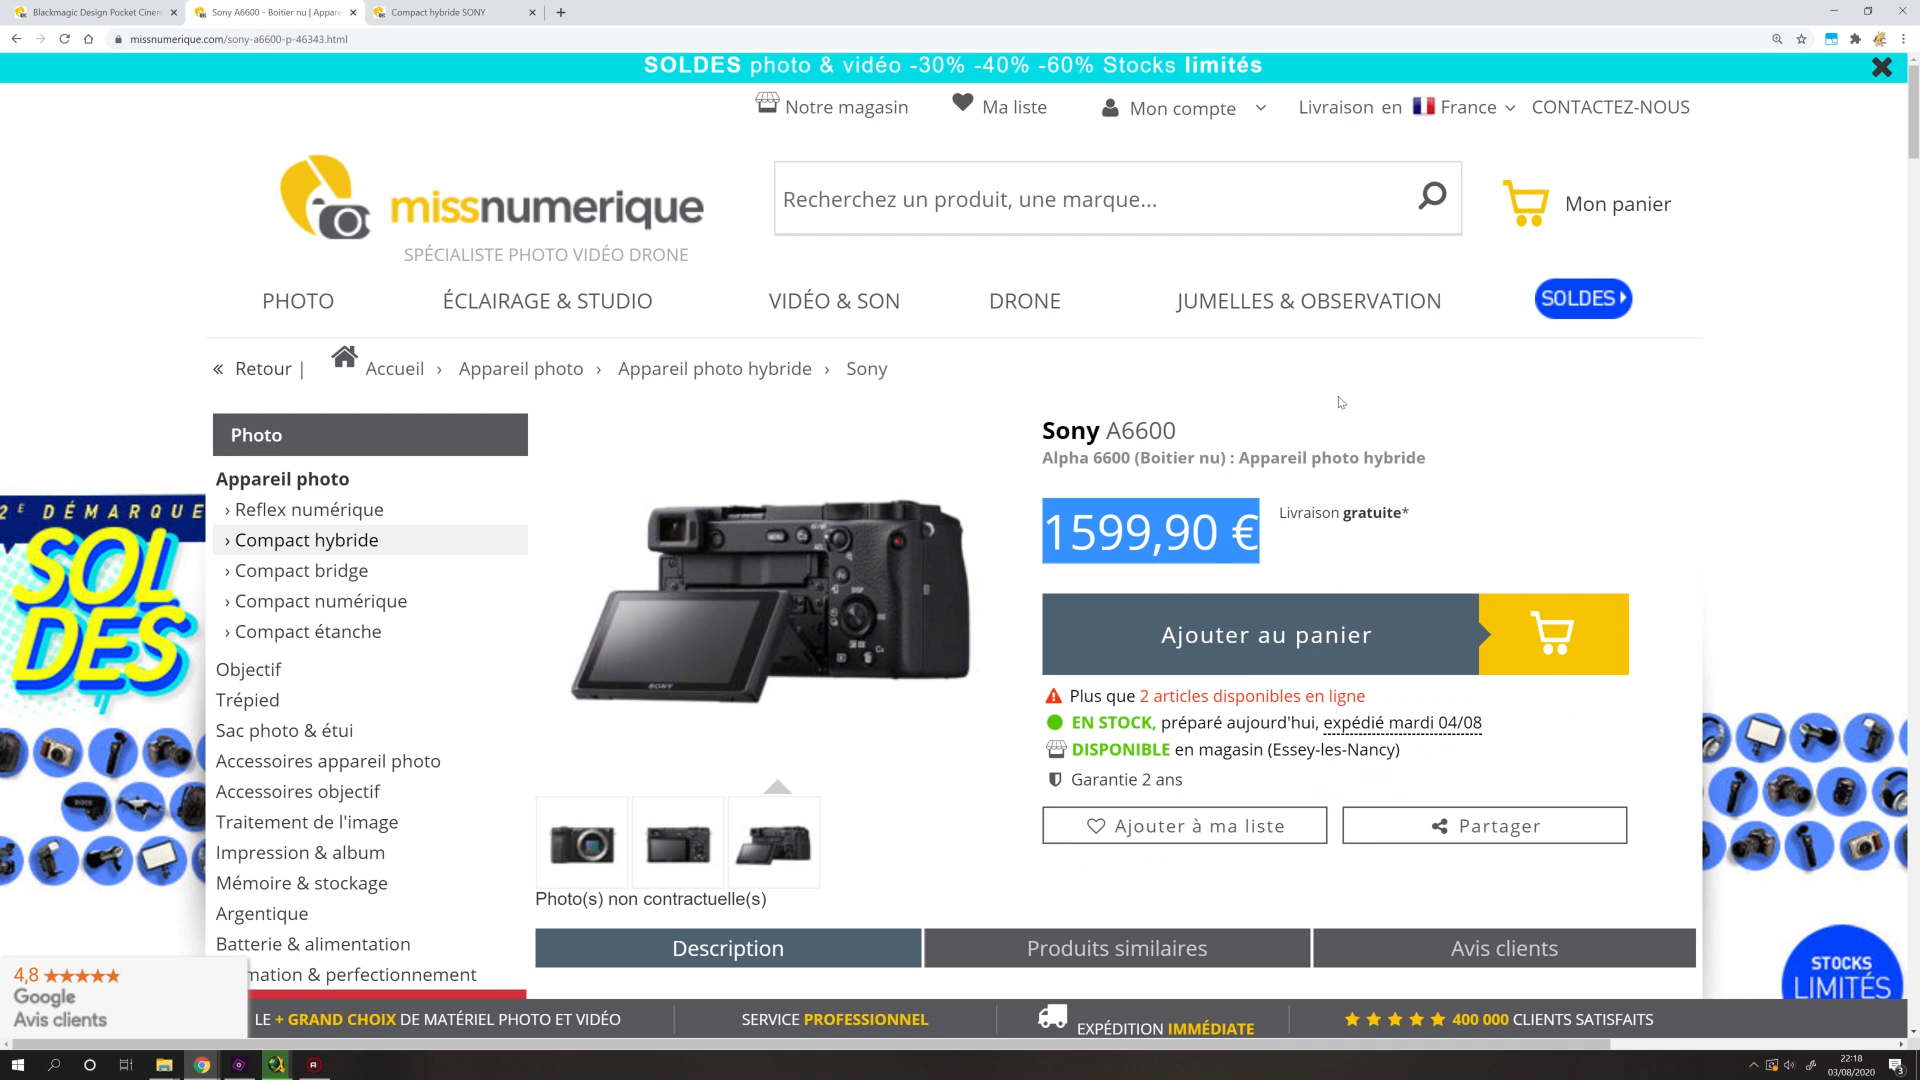 Blackmagic Design Pocket Cinem
Sony A6600 - Boitier nu | Appare
Compact hybride SONY
missnumerique.com/sony-a6600-p-46343.html
SOLDES photo & vidéo -30% -40% -60% Stocks limités
Notre magasin
Ma liste
Mon compte
Livraison en France
CONTACTEZ-NOUS
missnumerique
SPÉCIALISTE PHOTO VIDÉO DRONE
Recherchez un produit, une marque...
Mon panier
PHOTO
ÉCLAIRAGE & STUDIO
VIDÉO & SON
DRONE
JUMELLES & OBSERVATION
SOLDES
« Retour | Accueil › Appareil photo › Appareil photo hybride › Sony
Photo
Appareil photo
› Reflex numérique
› Compact hybride
› Compact bridge
› Compact numérique
› Compact étanche
Objectif
Trépied
Sac photo & étui
Accessoires appareil photo
Accessoires objectif
Traitement de l'image
Impression & album
Mémoire & stockage
Argentique
Batterie & alimentation
mation & perfectionnement
2E DÉMARQUE
SOL
DES
SONY
Photo(s) non contractuelle(s)
Sony A6600
Alpha 6600 (Boitier nu) : Appareil photo hybride
1599,90 €
Livraison gratuite*
Ajouter au panier
Plus que 2 articles disponibles en ligne
EN STOCK, préparé aujourd'hui, expédié mardi 04/08
DISPONIBLE en magasin (Essey-les-Nancy)
Garantie 2 ans
Ajouter à ma liste
Partager
Description
Produits similaires
Avis clients
STOCKS
LIMITÉS
4,8
Google
Avis clients
LE + GRAND CHOIX DE MATÉRIEL PHOTO ET VIDÉO
SERVICE PROFESSIONNEL
EXPÉDITION IMMÉDIATE
400 000 CLIENTS SATISFAITS
22:18
03/08/2020
3